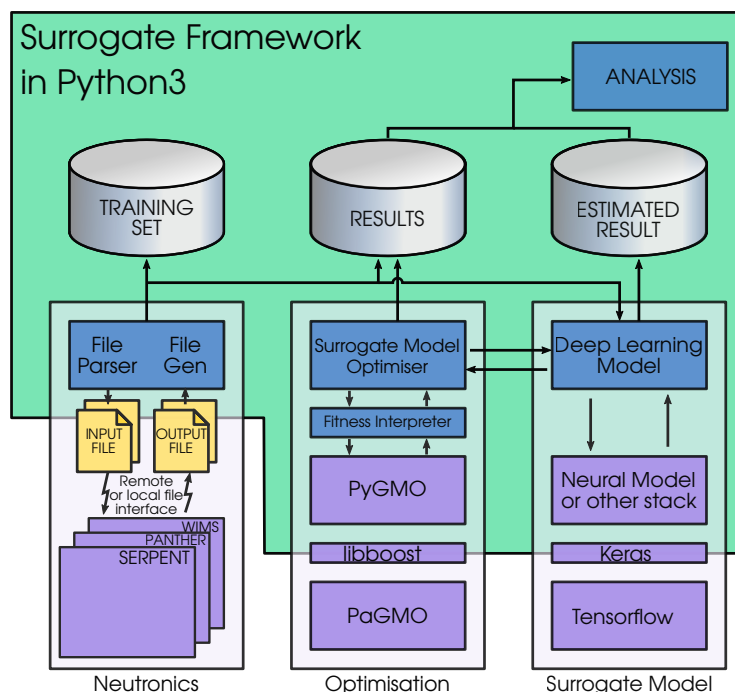 Surrogate Framework
in Python3
ANALYSIS
TRAINING
SET
RESULTS
ESTIMATED
RESULT
File
Parser
File
Gen
INPUT
FILE
OUTPUT
FILE
Remote
or local file
interface
WIMS
PANTHER
SERPENT
Neutronics
Surrogate Model
Optimiser
Fitness Interpreter
PyGMO
libboost
PaGMO
Optimisation
Deep Learning
Model
Neural Model
or other stack
Keras
Tensorflow
Surrogate Model